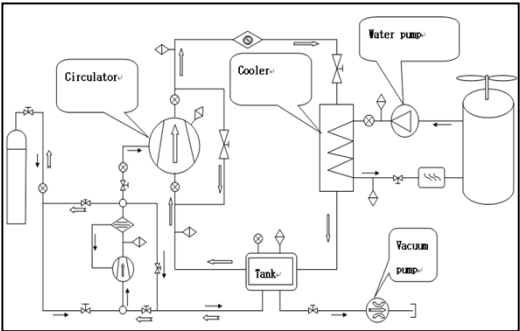 Water pump
Circulator
Cooler
Vacuum
pump
Tank